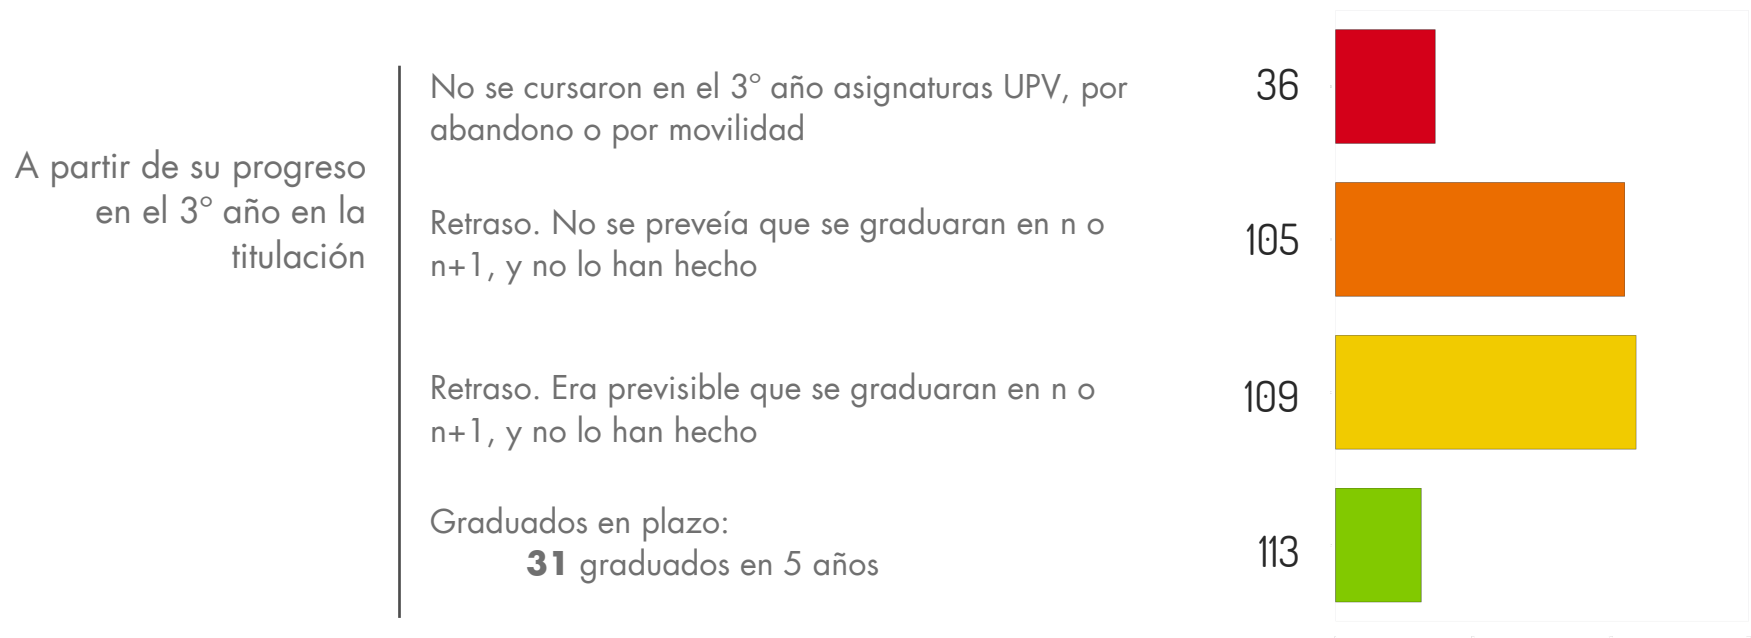 A partir de su progreso
en el 3º año en la
titulación
No se cursaron en el 3º año asignaturas UPV, por
abandono o por movilidad
36
Retraso. No se preveía que se graduaran en n o
n+1, y no lo han hecho
105
Retraso. Era previsible que se graduaran en n o
n+1, y no lo han hecho
109
Graduados en plazo:
31 graduados en 5 años
113